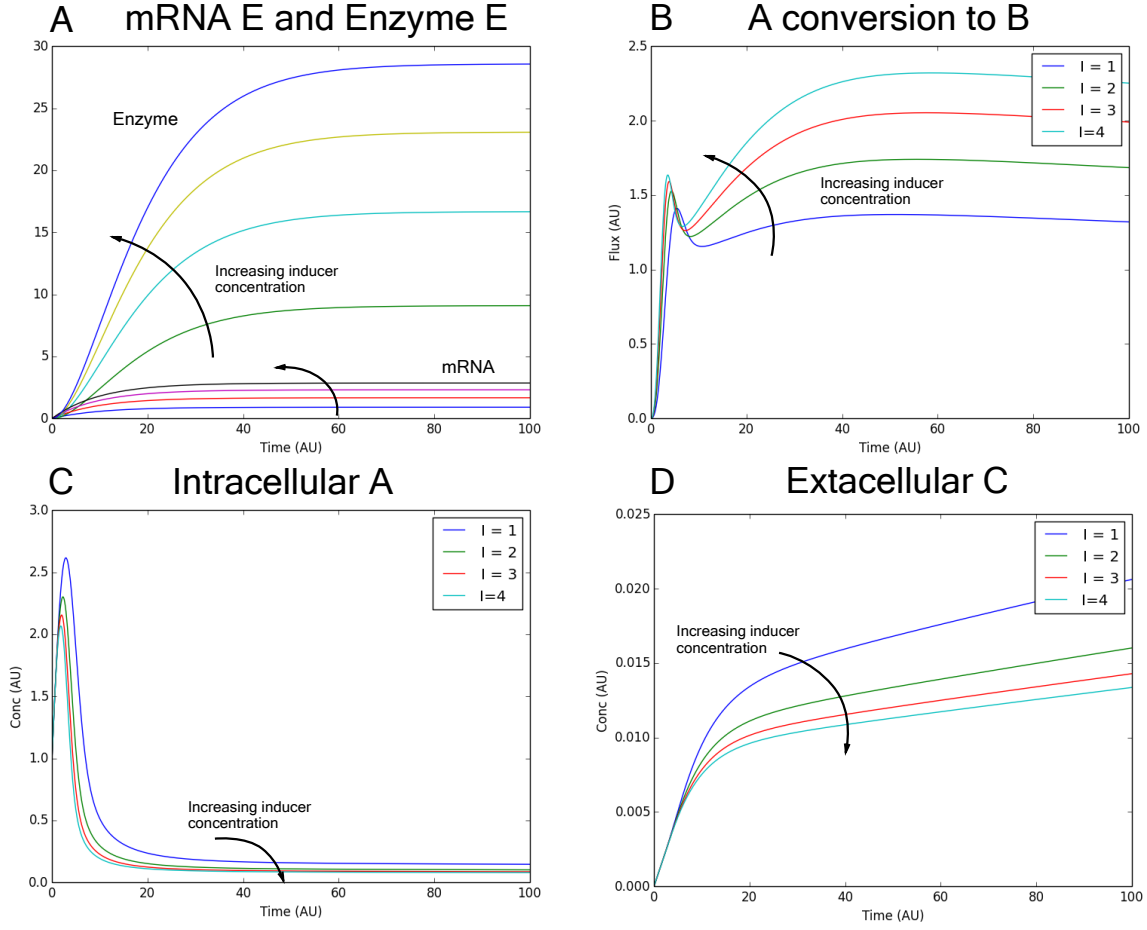 A mRNA E and Enzyme E
30
25
20
15
10
5
0
Enzyme
Increasing inducer
concentration
mRNA
0 20 40 60 80 100
Time (AU)
B A conversion to B
2.5
2.0
1.5
1.0
0.5
0.0
Flux (AU)
I = 1
I = 2
I = 3
I=4
Increasing inducer
concentration
0 20 40 60 80 100
Time (AU)
C Intracellular A
3.0
2.5
2.0
1.5
1.0
0.5
0.0
Conc (AU)
I = 1
I = 2
I = 3
I=4
Increasing inducer
concentration
0 20 40 60 80 100
Time (AU)
D Extacellular C
0.025
0.020
0.015
0.010
0.005
0.000
Conc (AU)
I = 1
I = 2
I = 3
I=4
Increasing inducer
concentration
0 20 40 60 80 100
Time (AU)